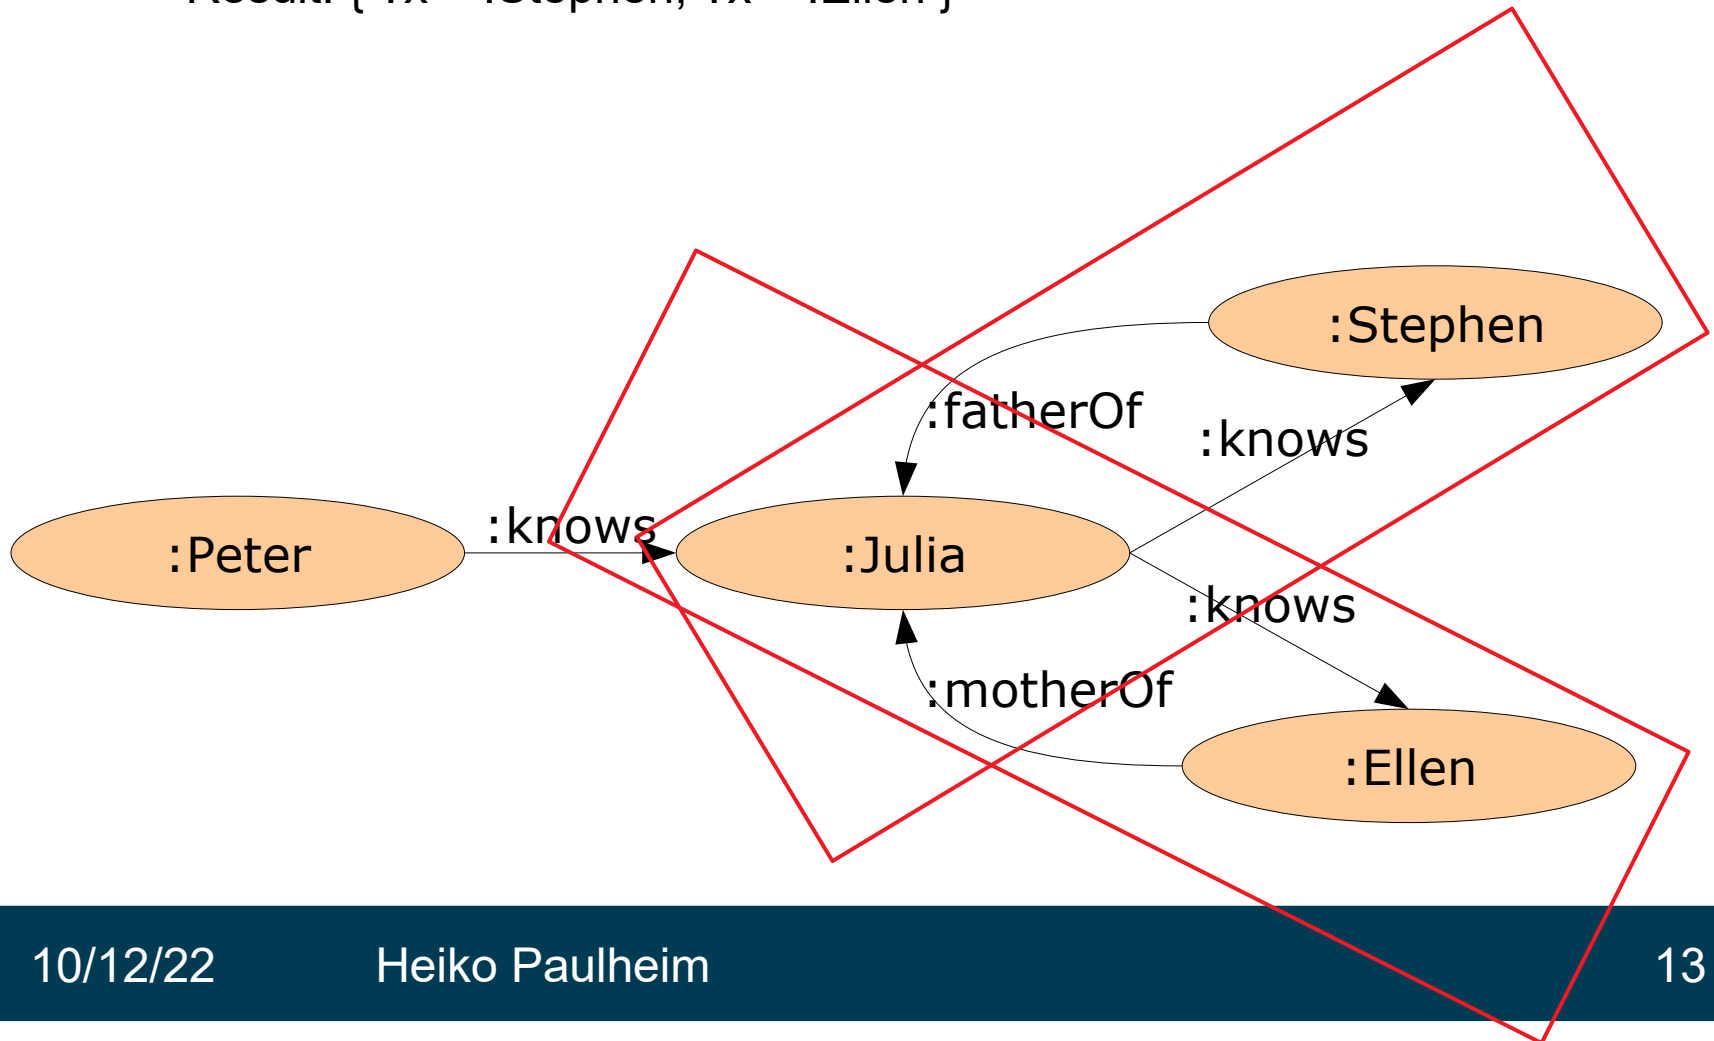 :Stephen
:fatherOf
:knows
:knows
:Peter
:Julia
:knows
:motherOf
:Ellen
10/12/22 Heiko Paulheim 13